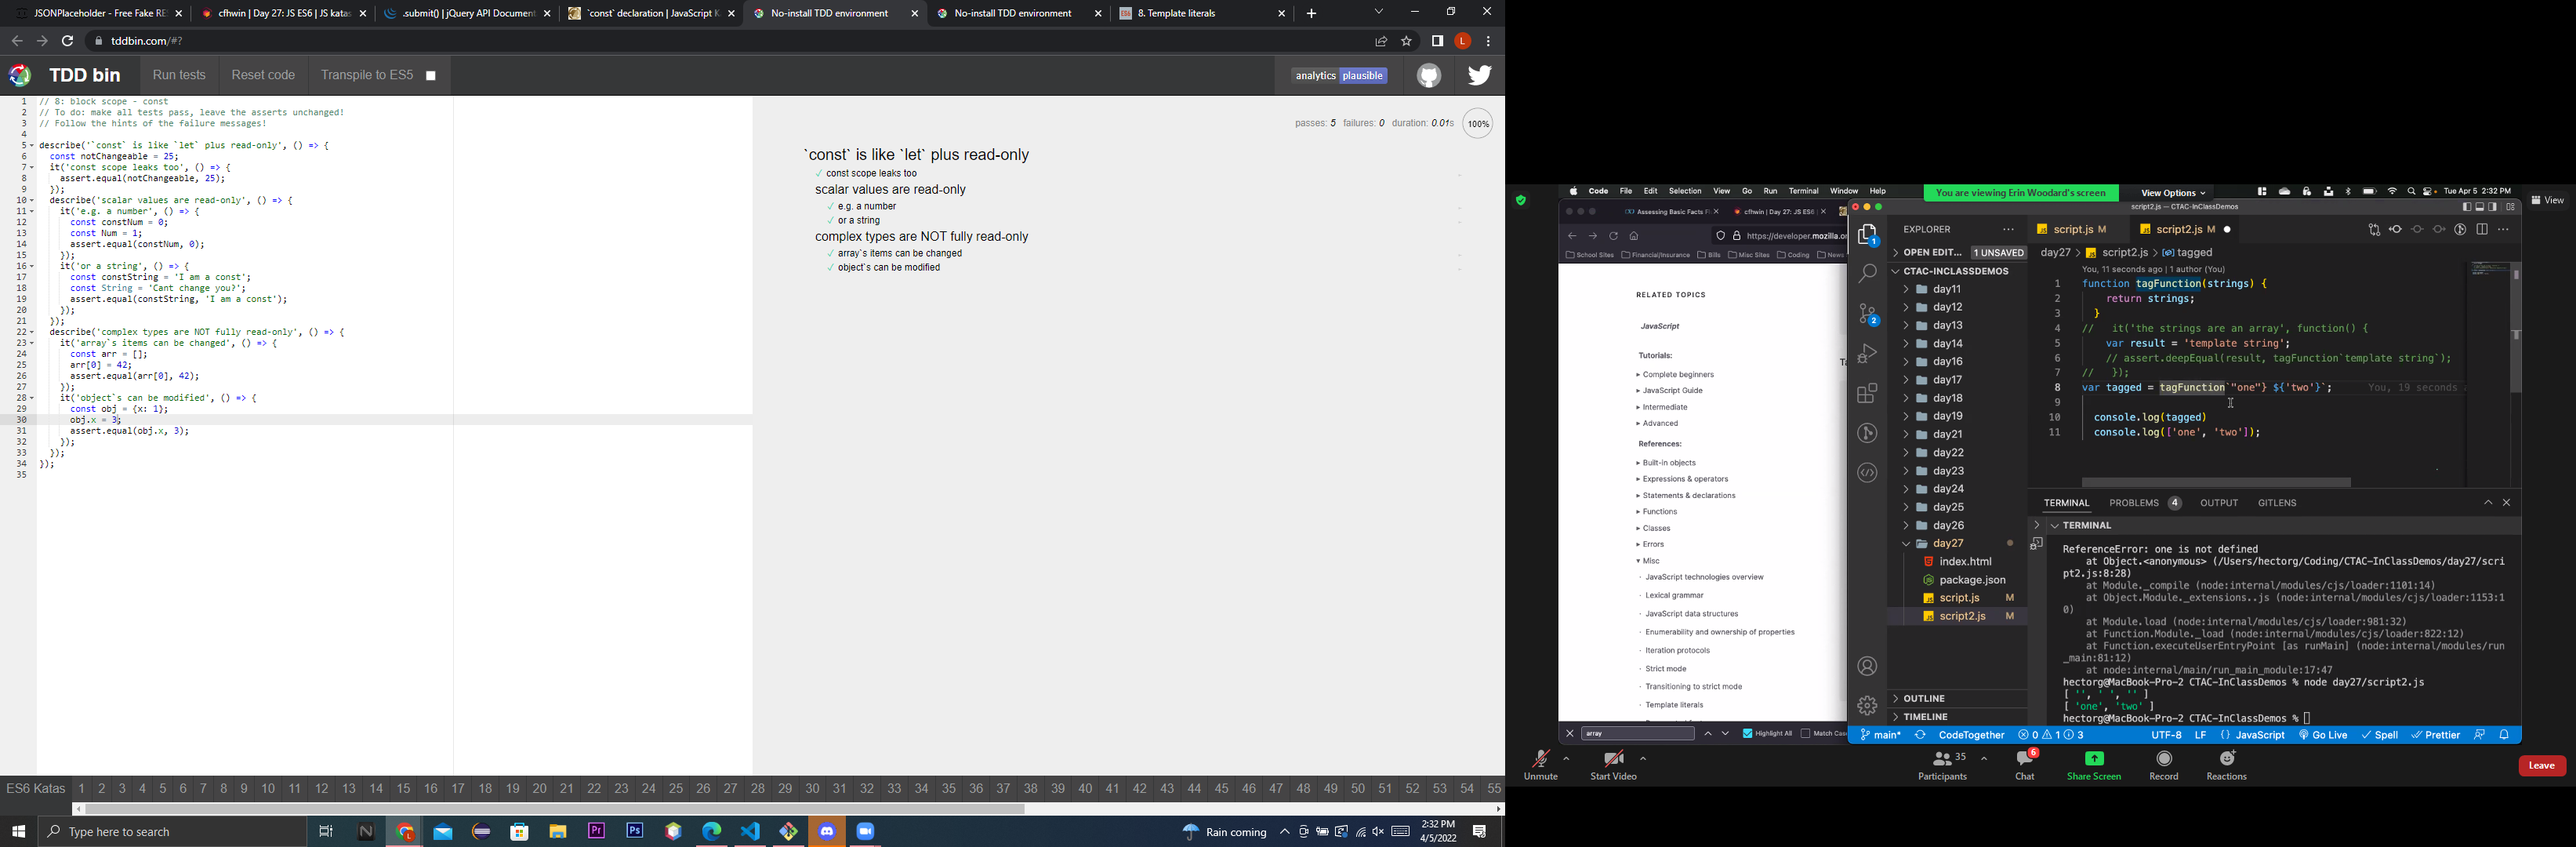 JSONPlaceholder - Free Fake RE
cfhwin | Day 27: JS ES6 | JS katas
.submit() | jQuery API Document
`const` declaration | JavaScript K
No-install TDD environment
No-install TDD environment
8. Template literals
tddbin.com/#?
L
TDD bin
Run tests
Reset code
Transpile to ES5
analytics plausible
1 // 8: block scope - const
2 // To do: make all tests pass, leave the asserts unchanged!
3 // Follow the hints of the failure messages!
4
5 describe('`const` is like `let` plus read-only', () => {
6 const notChangeable = 25;
7 it('const scope leaks too', () => {
8 assert.equal(notChangeable, 25);
9 });
10 describe('scalar values are read-only', () => {
11 it('e.g. a number', () => {
12 const constNum = 0;
13 const Num = 1;
14 assert.equal(constNum, 0);
15 });
16 it('or a string', () => {
17 const constString = 'I am a const';
18 const String = 'Cant change you?';
19 assert.equal(constString, 'I am a const');
20 });
21 });
22 describe('complex types are NOT fully read-only', () => {
23 it('array`s items can be changed', () => {
24 const arr = [];
25 arr[0] = 42;
26 assert.equal(arr[0], 42);
27 });
28 it('object`s can be modified', () => {
29 const obj = {x: 1};
30 obj.x = 3;
31 assert.equal(obj.x, 3);
32 });
33 });
34 });
35
passes: 5 failures: 0 duration: 0.01s 100%
`const` is like `let` plus read-only
✓ const scope leaks too
scalar values are read-only
✓ e.g. a number
✓ or a string
complex types are NOT fully read-only
✓ array`s items can be changed
✓ object`s can be modified
ES6 Katas 1 2 3 4 5 6 7 8 9 10 11 12 13 14 15 16 17 18 19 20 21 22 23 24 25 26 27 28 29 30 31 32 33 34 35 36 37 38 39 40 41 42 43 44 45 46 47 48 49 50 51 52 53 54 55
Type here to search
Rain coming
2:32 PM
4/5/2022
Code File Edit Selection View Go Run Terminal Window Help
You are viewing Erin Woodard's screen
View Options
Tue Apr 5 2:32 PM
View
Assessing Basic Facts Fl
cfhwin | Day 27: JS ES6 |
https://developer.mozilla.or
School Sites
Financial/Insurance
Bills
Misc Sites
Coding
News
RELATED TOPICS
JavaScript
Tutorials:
Complete beginners
JavaScript Guide
Intermediate
Advanced
References:
Built-in objects
Expressions & operators
Statements & declarations
Functions
Classes
Errors
Misc
JavaScript technologies overview
Lexical grammar
JavaScript data structures
Enumerability and ownership of properties
Iteration protocols
Strict mode
Transitioning to strict mode
Template literals
array
Highlight All
Match Cas
script2.js — CTAC-InClassDemos
EXPLORER
OPEN EDIT... 1 UNSAVED
CTAC-INCLASSDEMOS
day11
day12
day13
day14
day16
day17
day18
day19
day21
day22
day23
day24
day25
day26
day27
index.html
package.json
script.js M
script2.js M
OUTLINE
TIMELINE
script.js M
script2.js M
day27 > script2.js > tagged
You, 11 seconds ago | 1 author (You)
1 function tagFunction(strings) {
2 return strings;
3 }
4 // it('the strings are an array', function() {
5 var result = 'template string';
6 // assert.deepEqual(result, tagFunction`template string`);
7 // });
8 var tagged = tagFunction`"one"} ${'two'}`; You, 19 seconds
9
10 console.log(tagged)
11 console.log(['one', 'two']);
TERMINAL PROBLEMS 4 OUTPUT GITLENS
TERMINAL
ReferenceError: one is not defined
at Object.<anonymous> (/Users/hectorg/Coding/CTAC-InClassDemos/day27/scri
pt2.js:8:28)
at Module._compile (node:internal/modules/cjs/loader:1101:14)
at Object.Module._extensions..js (node:internal/modules/cjs/loader:1153:1
0)
at Module.load (node:internal/modules/cjs/loader:981:32)
at Function.Module._load (node:internal/modules/cjs/loader:822:12)
at Function.executeUserEntryPoint [as runMain] (node:internal/modules/run
_main:81:12)
at node:internal/main/run_main_module:17:47
hectorg@MacBook-Pro-2 CTAC-InClassDemos % node day27/script2.js
[ '', ' ', '' ]
[ 'one', 'two' ]
hectorg@MacBook-Pro-2 CTAC-InClassDemos %
main* CodeTogether 0 1 3
UTF-8 LF {} JavaScript Go Live Spell Prettier
Unmute
Start Video
Participants 35
Chat 6
Share Screen
Record
Reactions
Leave